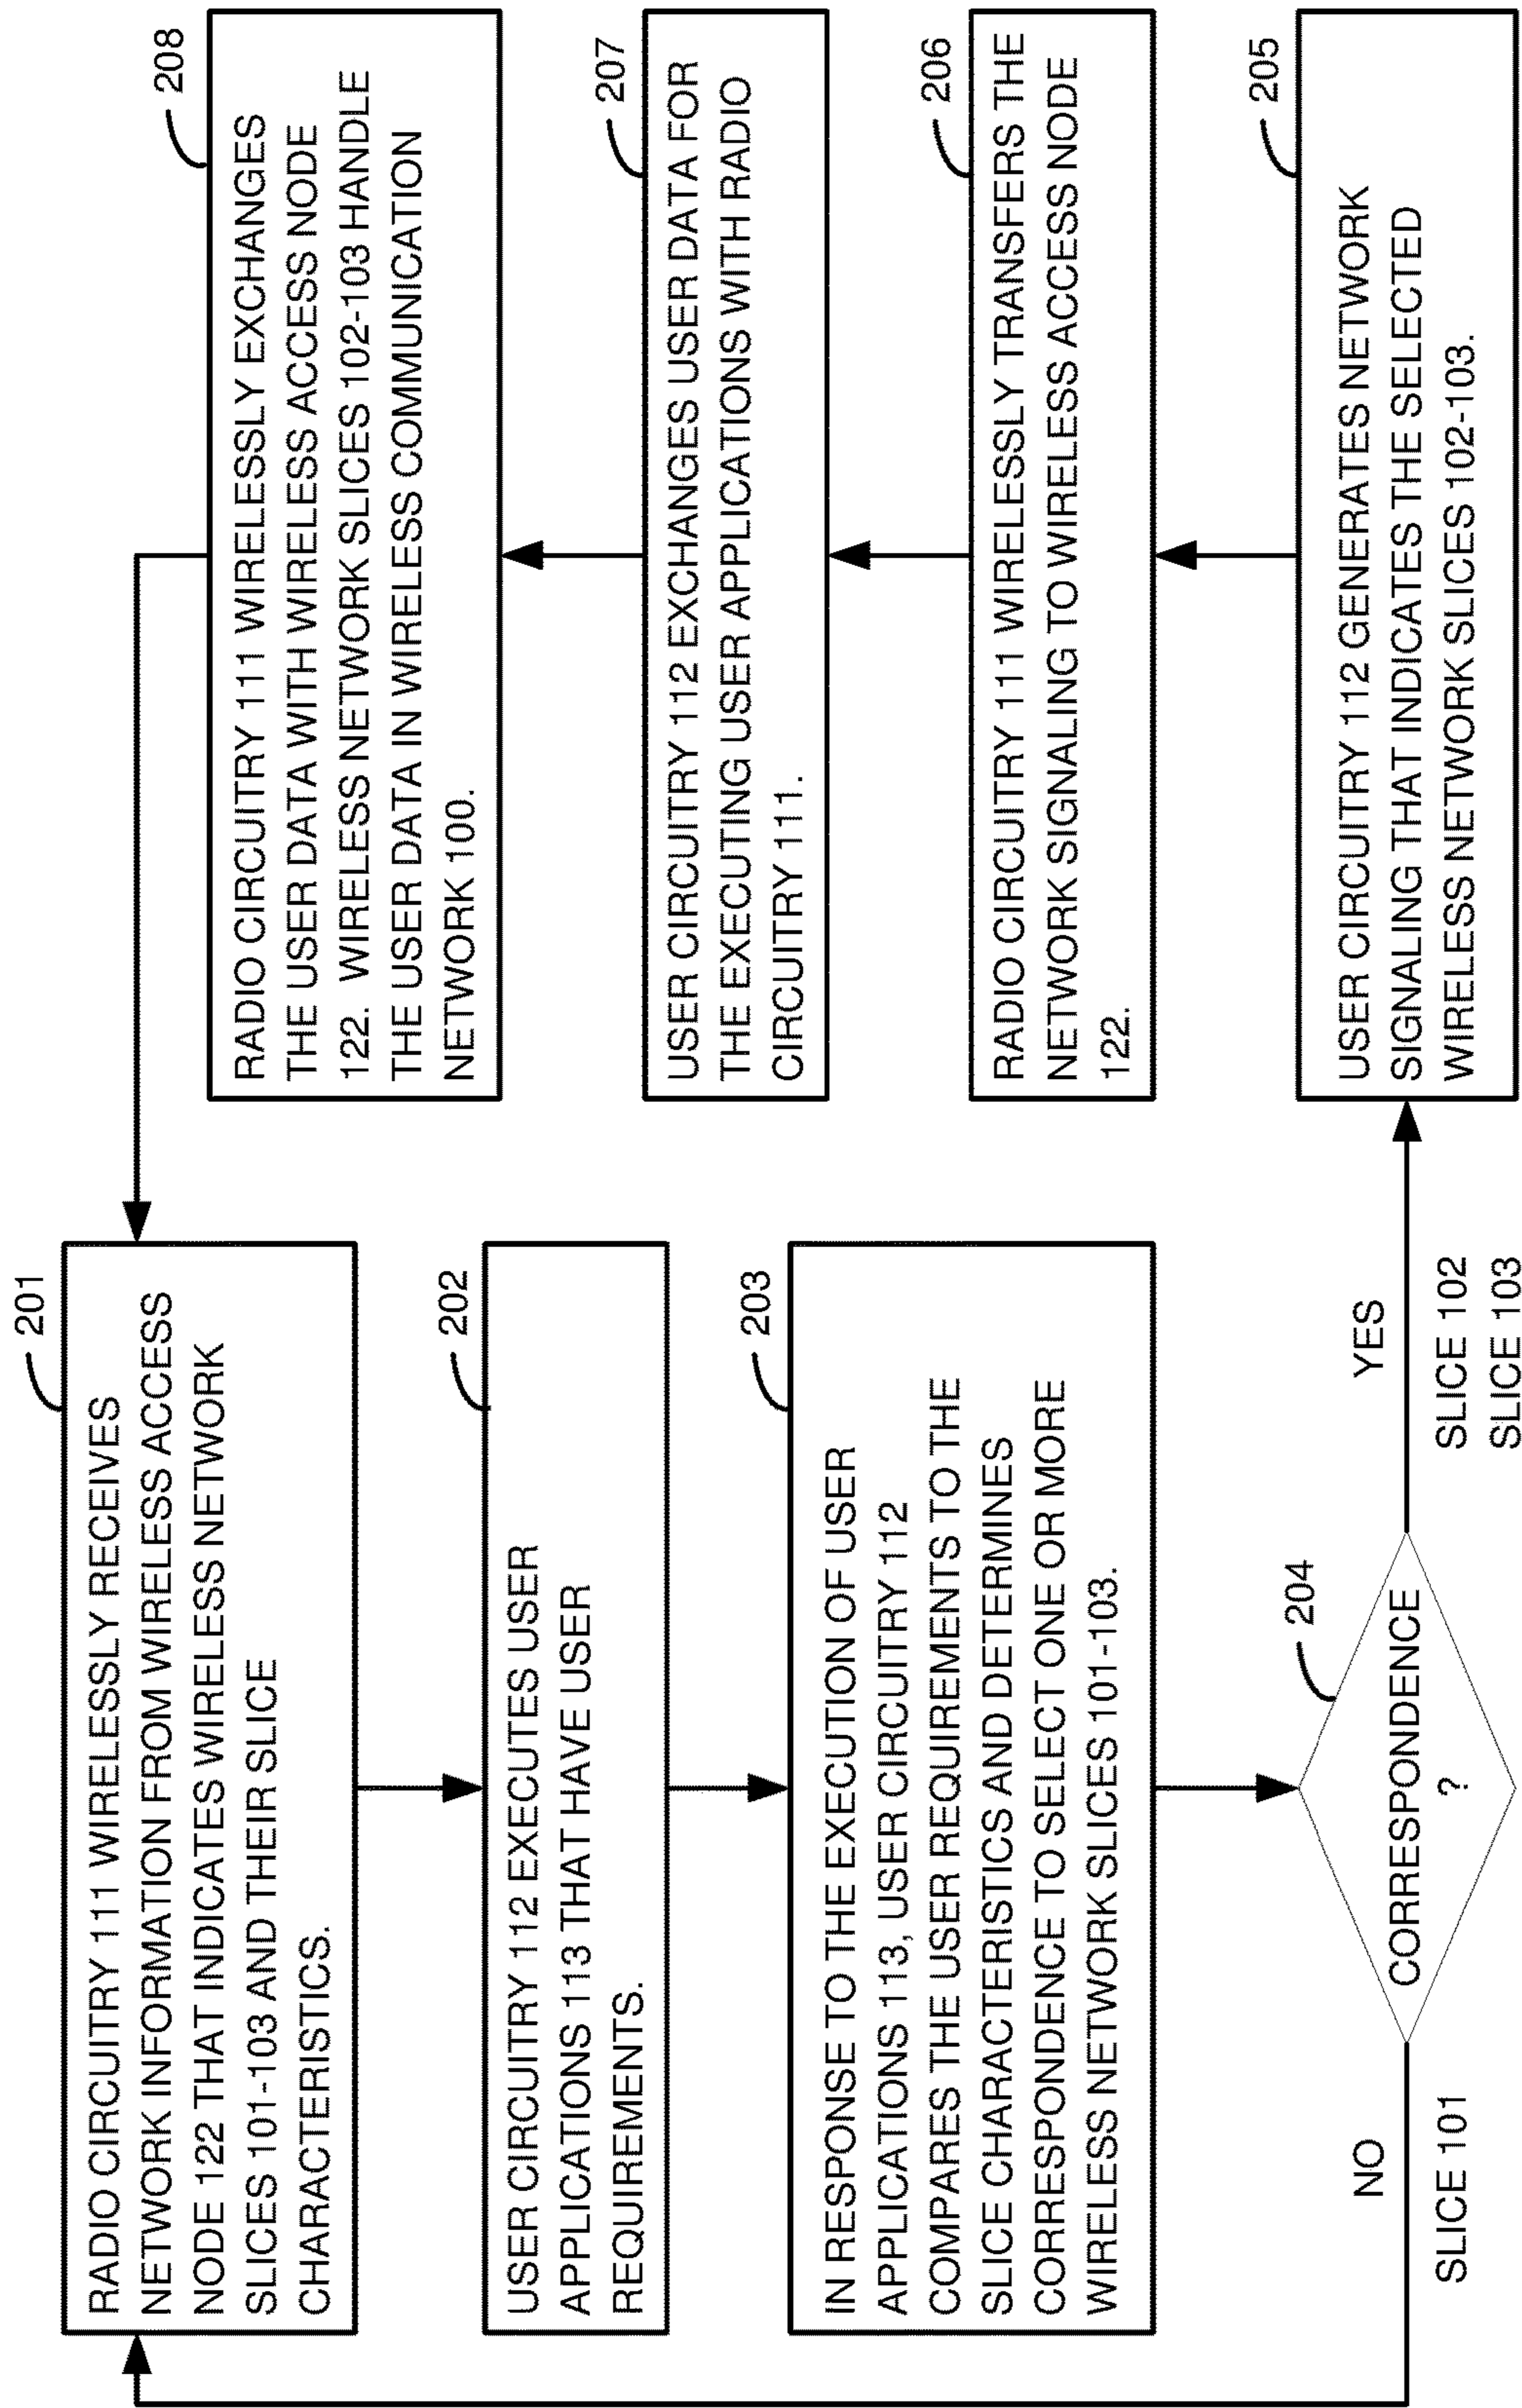 201
RADIO CIRCUITRY 111 WIRELESSLY RECEIVES
NETWORK INFORMATION FROM WIRELESS ACCESS
NODE 122 THAT INDICATES WIRELESS NETWORK
SLICES 101-103 AND THEIR SLICE
CHARACTERISTICS.
202
USER CIRCUITRY 112 EXECUTES USER
APPLICATIONS 113 THAT HAVE USER
REQUIREMENTS.
203
IN RESPONSE TO THE EXECUTION OF USER
APPLICATIONS 113, USER CIRCUITRY 112
COMPARES THE USER REQUIREMENTS TO THE
SLICE CHARACTERISTICS AND DETERMINES
CORRESPONDENCE TO SELECT ONE OR MORE
WIRELESS NETWORK SLICES 101-103.
204
CORRESPONDENCE
?
NO
SLICE 101
YES
SLICE 102
SLICE 103
205
USER CIRCUITRY 112 GENERATES NETWORK
SIGNALING THAT INDICATES THE SELECTED
WIRELESS NETWORK SLICES 102-103.
206
RADIO CIRCUITRY 111 WIRELESSLY TRANSFERS THE
NETWORK SIGNALING TO WIRELESS ACCESS NODE
122.
207
USER CIRCUITRY 112 EXCHANGES USER DATA FOR
THE EXECUTING USER APPLICATIONS WITH RADIO
CIRCUITRY 111.
208
RADIO CIRCUITRY 111 WIRELESSLY EXCHANGES
THE USER DATA WITH WIRELESS ACCESS NODE
122. WIRELESS NETWORK SLICES 102-103 HANDLE
THE USER DATA IN WIRELESS COMMUNICATION
NETWORK 100.